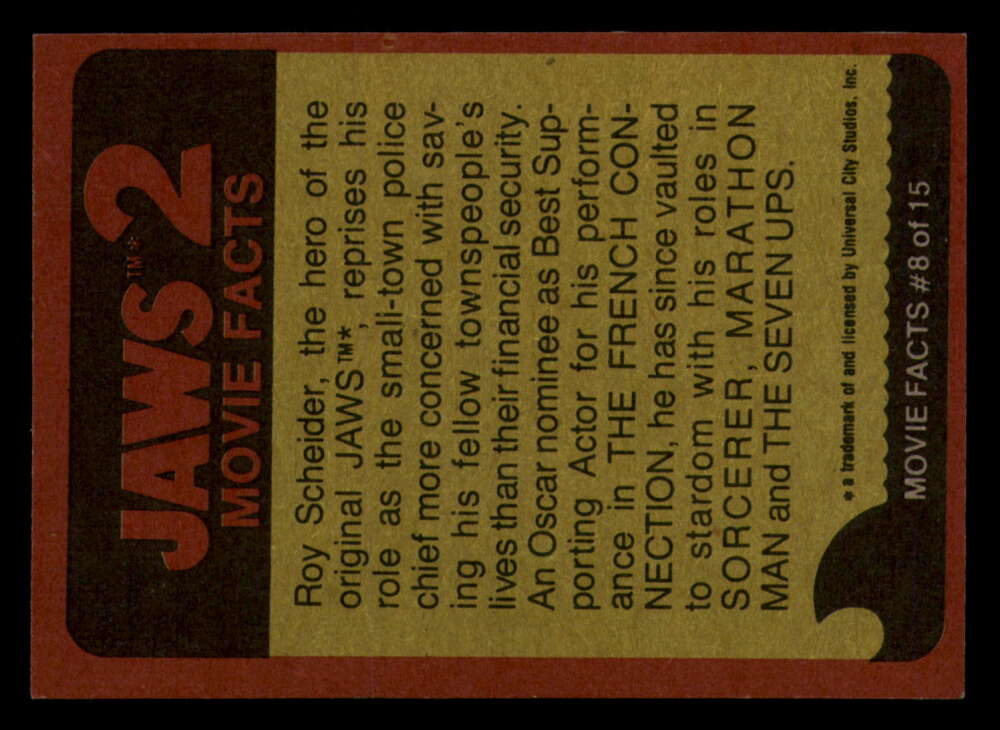 JAWS™* 2
MOVIE FACTS
Roy Scheider, the hero of the
original JAWS™*, reprises his
role as the small-town police
chief more concerned with sav-
ing his fellow townspeople's
lives than their financial security.
An Oscar nominee as Best Sup-
porting Actor for his perform-
ance in THE FRENCH CON-
NECTION, he has since vaulted
to stardom with his roles in
SORCERER, MARATHON
MAN and THE SEVEN UPS.
* a trademark of and licensed by Universal City Studios, Inc.
MOVIE FACTS #8 of 15